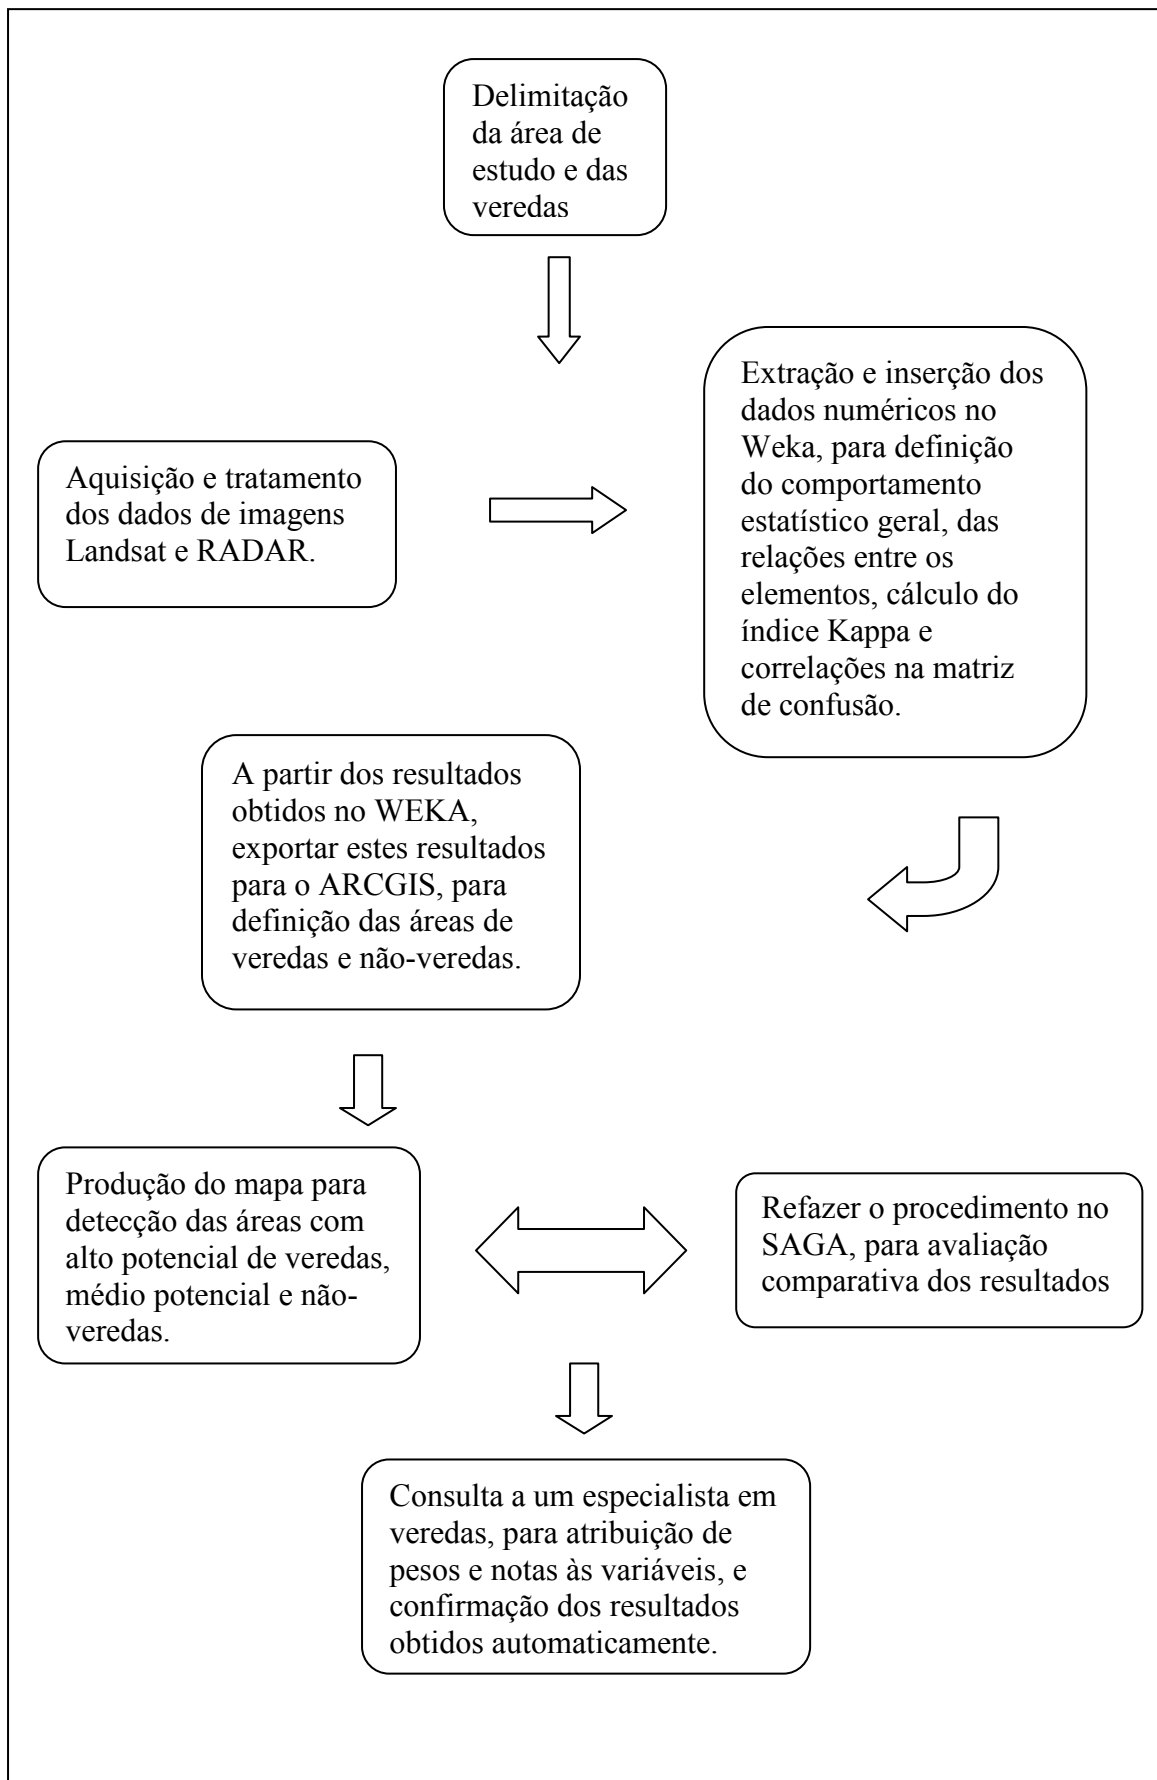 Delimitação
da área de
estudo e das
veredas
Aquisição e tratamento
dos dados de imagens
Landsat e RADAR.
Extração e inserção dos
dados numéricos no
Weka, para definição
do comportamento
estatístico geral, das
relações entre os
elementos, cálculo do
índice Kappa e
correlações na matriz
de confusão.
A partir dos resultados
obtidos no WEKA,
exportar estes resultados
para o ARCGIS, para
definição das áreas de
veredas e não-veredas.
Produção do mapa para
detecção das áreas com
alto potencial de veredas,
médio potencial e não-
veredas.
Refazer o procedimento no
SAGA, para avaliação
comparativa dos resultados
Consulta a um especialista em
veredas, para atribuição de
pesos e notas às variáveis, e
confirmação dos resultados
obtidos automaticamente.